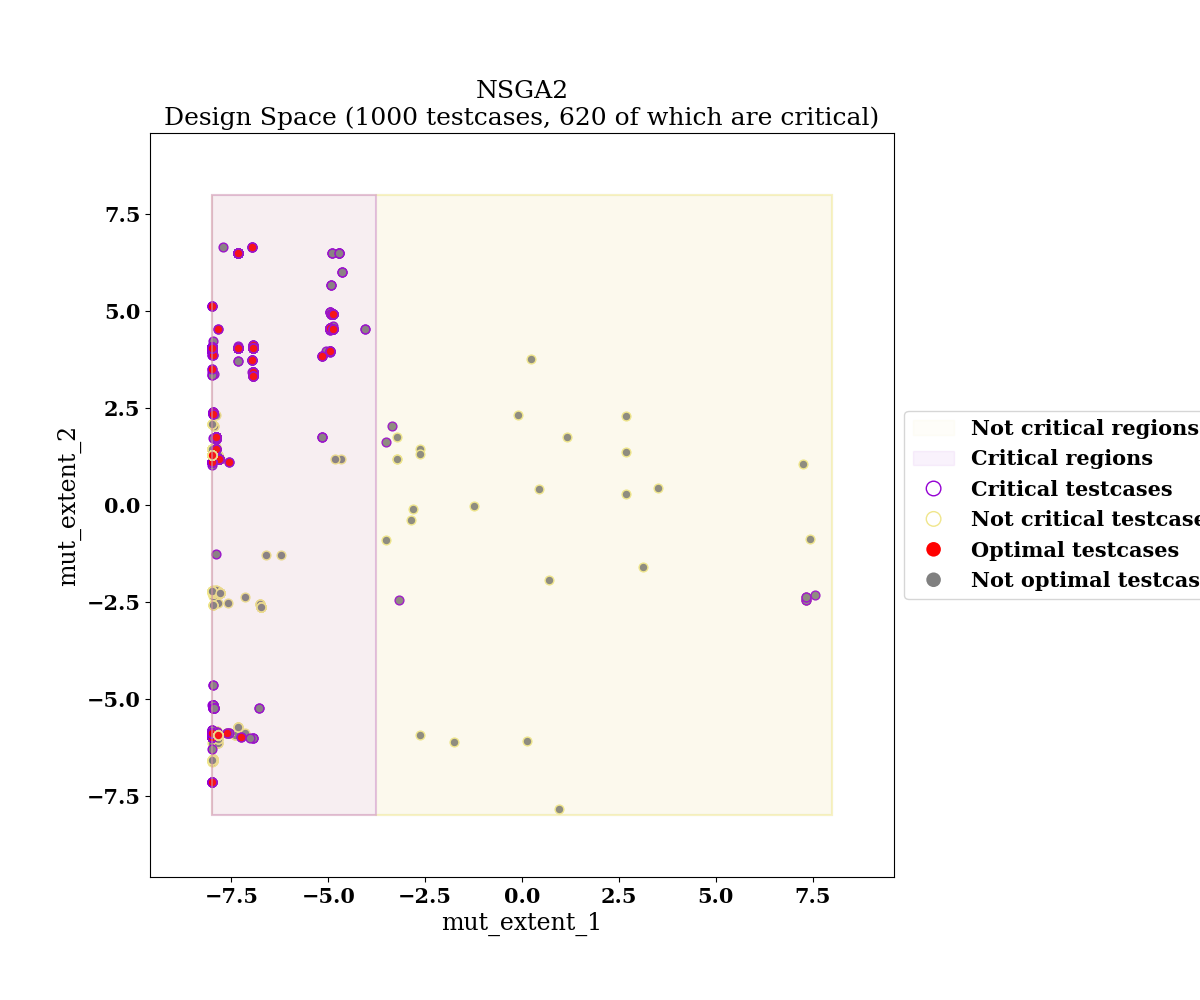 NSGA2
Design Space (1000 testcases, 620 of which are critical)
7.5
5.0
2.5
0.0
−2.5
−5.0
−7.5
mut_extent_2
−7.5
−5.0
−2.5
0.0
2.5
5.0
7.5
mut_extent_1
Not critical regions
Critical regions
Critical testcases
Not critical testcase
Optimal testcases
Not optimal testcas